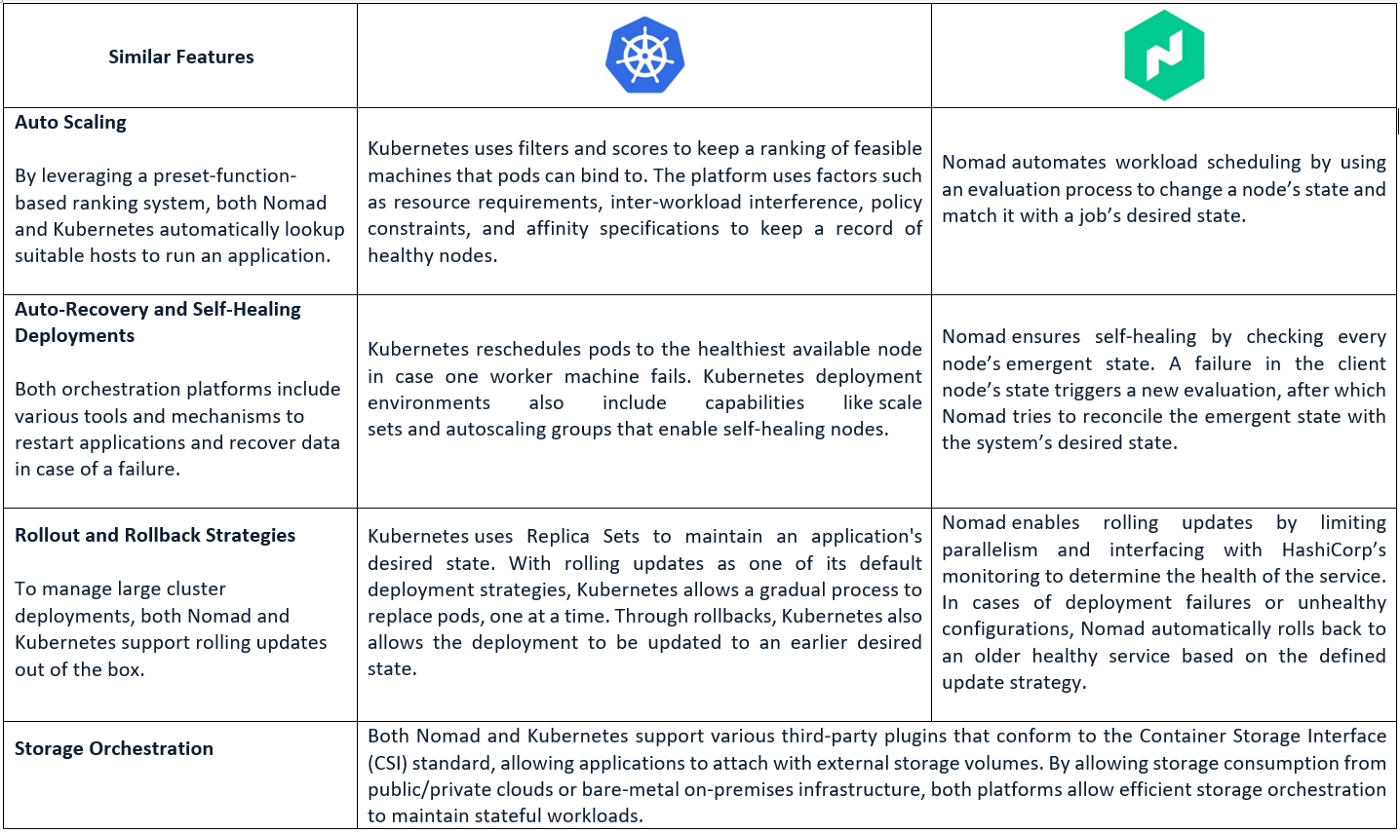 Similar Features
Auto Scaling
By leveraging a preset-function-
based ranking system, both Nomad
and Kubernetes automatically lookup
suitable hosts to run an application.
Kubernetes uses filters and scores to keep a ranking of feasible
machines that pods can bind to. The platform uses factors such
as resource requirements, inter-workload interference, policy
constraints, and affinity specifications to keep a record of
healthy nodes.
Nomad automates workload scheduling by using
an evaluation process to change a node’s state and
match it with a job’s desired state.
Auto-Recovery and Self-Healing
Deployments
Both orchestration platforms include
various tools and mechanisms to
restart applications and recover data
in case of a failure.
Kubernetes reschedules pods to the healthiest available node
in case one worker machine fails. Kubernetes deployment
environments also include capabilities like scale
sets and autoscaling groups that enable self-healing nodes.
Nomad ensures self-healing by checking every
node’s emergent state. A failure in the client
node’s state triggers a new evaluation, after which
Nomad tries to reconcile the emergent state with
the system’s desired state.
Rollout and Rollback Strategies
To manage large cluster
deployments, both Nomad and
Kubernetes support rolling updates
out of the box.
Kubernetes uses Replica Sets to maintain an application's
desired state. With rolling updates as one of its default
deployment strategies, Kubernetes allows a gradual process to
replace pods, one at a time. Through rollbacks, Kubernetes also
allows the deployment to be updated to an earlier desired
state.
Nomad enables rolling updates by limiting
parallelism and interfacing with HashiCorp’s
monitoring to determine the health of the service.
In cases of deployment failures or unhealthy
configurations, Nomad automatically rolls back to
an older healthy service based on the defined
update strategy.
Storage Orchestration
Both Nomad and Kubernetes support various third-party plugins that conform to the Container Storage Interface
(CSI) standard, allowing applications to attach with external storage volumes. By allowing storage consumption from
public/private clouds or bare-metal on-premises infrastructure, both platforms allow efficient storage orchestration
to maintain stateful workloads.